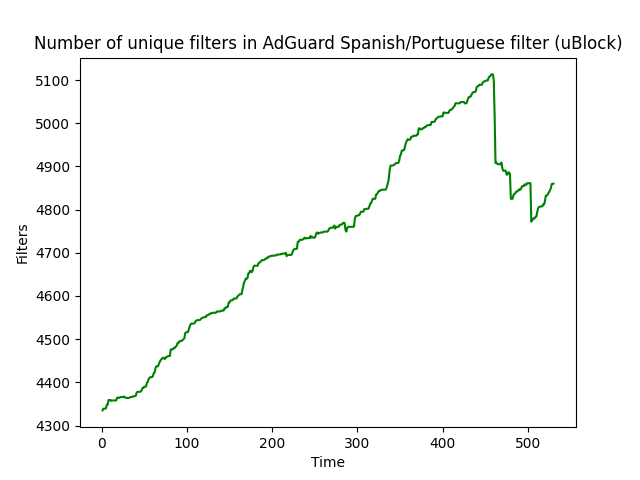 Number of unique filters in AdGuard Spanish/Portuguese filter (uBlock)
5100
5000
4900
4800
4700
4600
4500
4400
4300
Filters
0 100 200 300 400 500
Time